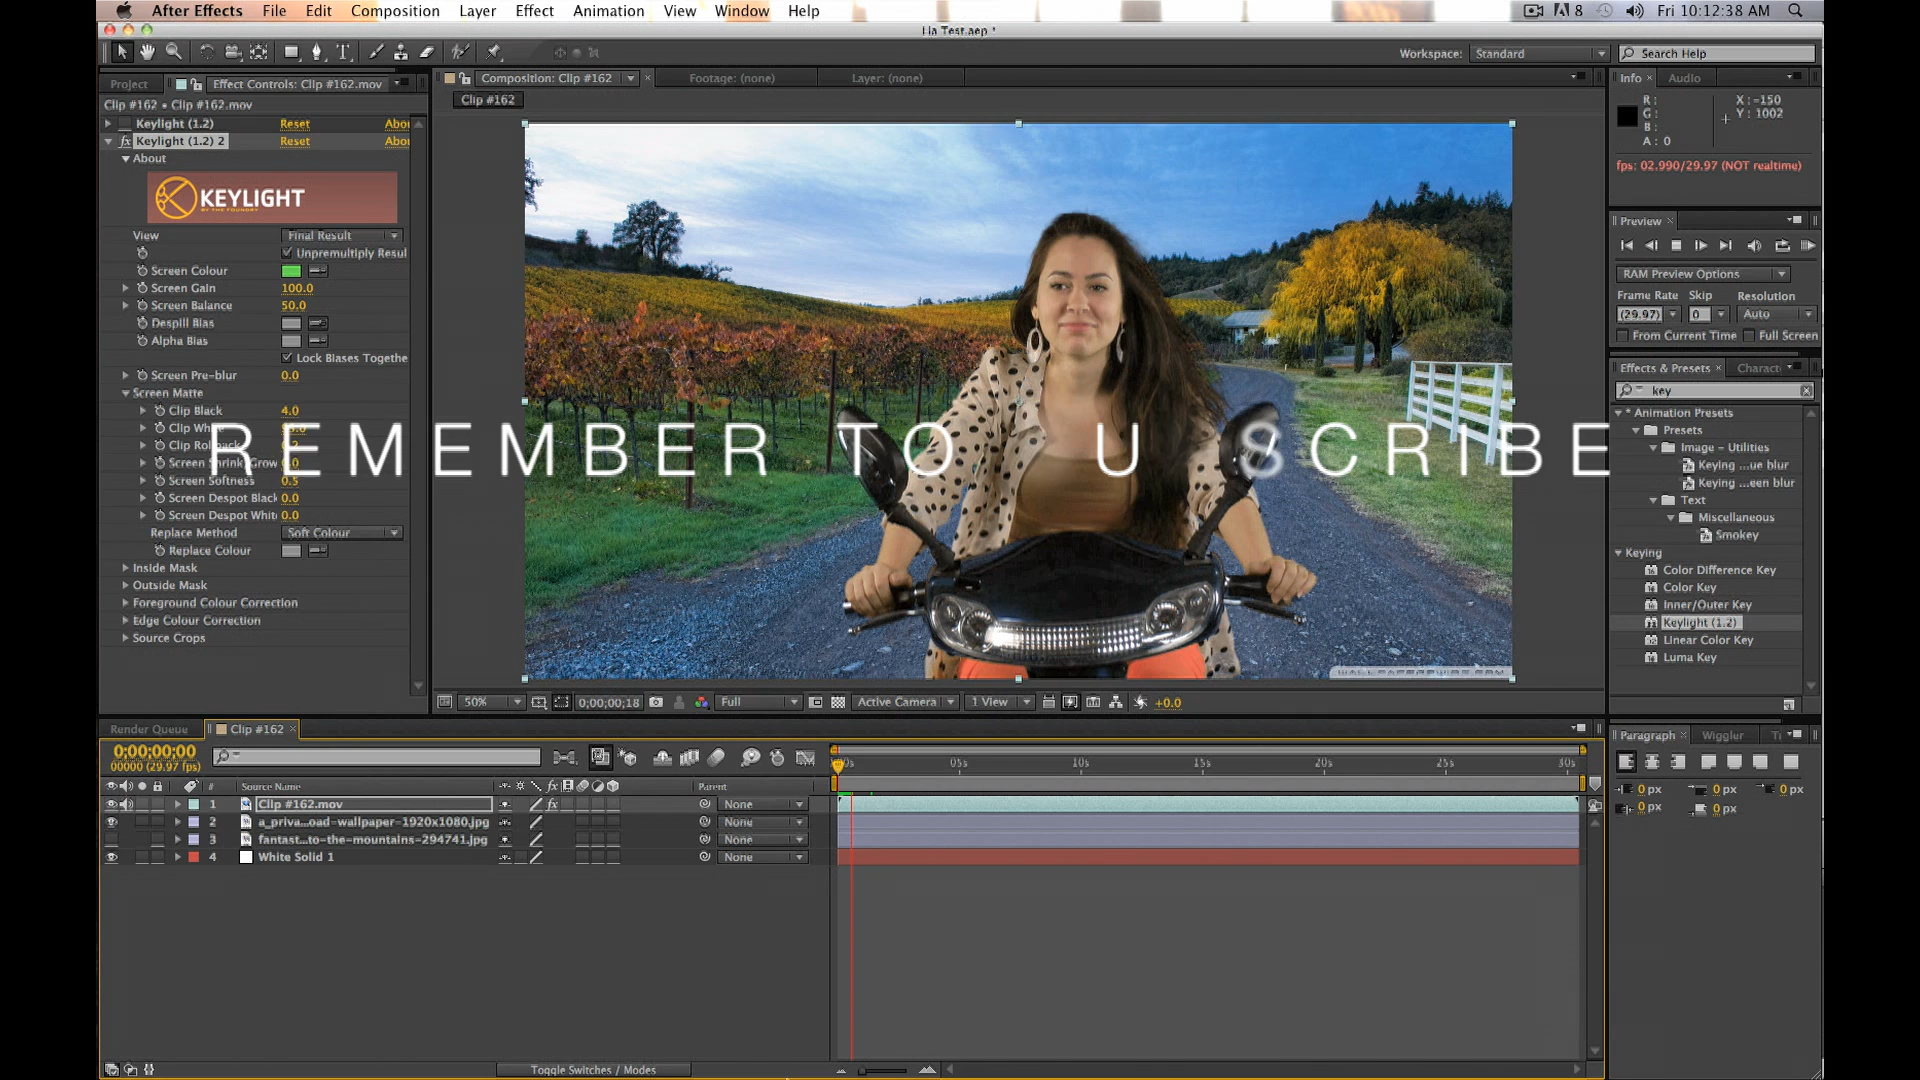 After Effects File Edit Composition Layer Effect Animation View Window Help
8 Fri 10:12:38 AM
Workspace: Standard
Search Help
Project Effect Controls: Clip #162.mov
Composition: Clip #162 Footage: (none) Layer: (none)
Info Audio
Clip #162 • Clip #162.mov
Clip #162
Keylight (1.2) Reset Abou
Keylight (1.2) 2 Reset Abou
About
KEYLIGHT
BY THE FOUNDRY
View Final Result
Unpremultiply Resul
Screen Colour
Screen Gain 100.0
Screen Balance 50.0
Despill Bias
Alpha Bias
Lock Biases Togethe
Screen Pre-blur 0.0
Screen Matte
Clip Black 4.0
REMEMBER TO U SCRIBE
Screen Softness 0.5
Screen Despot Black 0.0
Screen Despot Whit 0.0
Replace Method Soft Colour
Replace Colour
Inside Mask
Outside Mask
Foreground Colour Correction
Edge Colour Correction
Source Crops
R: X: -150
G: Y: 1002
B:
A: 0
fps: 02.990/29.97 (NOT realtime)
Preview
RAM Preview Options
Frame Rate Skip Resolution
(29.97) 0 Auto
From Current Time Full Screen
Effects & Presets Charact
key
* Animation Presets
Presets
Image – Utilities
Keying ...ue blur
Keying ...een blur
Text
Miscellaneous
Smokey
Keying
Color Difference Key
Color Key
Inner/Outer Key
Keylight (1.2)
Linear Color Key
Luma Key
50% 0;00;00;18 Full Active Camera 1 View +0.0
Render Queue Clip #162
0;00;00;00
00000 (29.97 fps)
05s 10s 15s 20s 25s 30s
# Source Name Parent
1 Clip #162.mov None
2 a_priva...oad-wallpaper-1920x1080.jpg None
3 fantast...to-the-mountains-294741.jpg None
4 White Solid 1 None
Paragraph Wiggler Ti
0 px 0 px 0 px
0 px 0 px
Toggle Switches / Modes